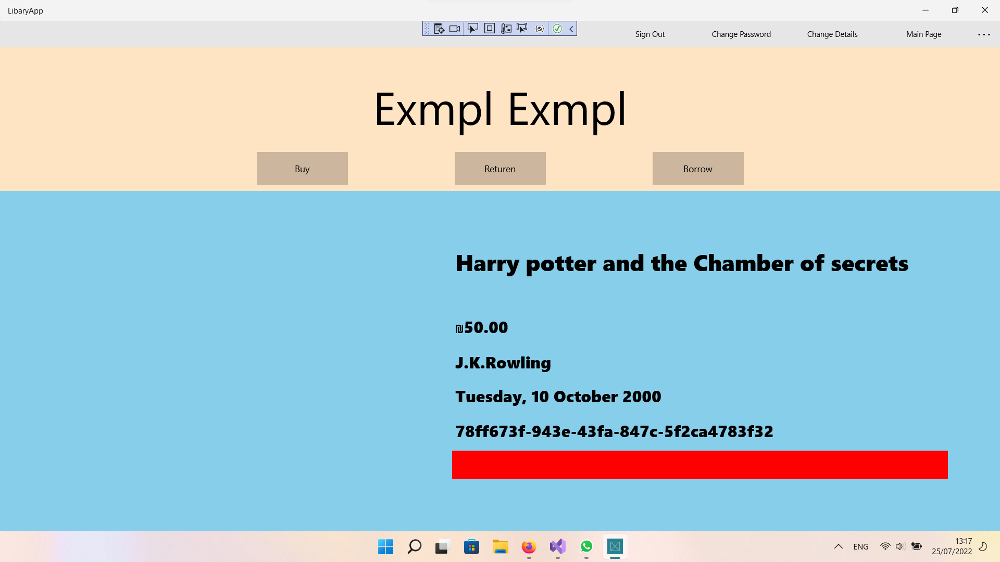 LibaryApp
Sign Out Change Password Change Details Main Page
Exmpl Exmpl
Buy Returen Borrow
Harry potter and the Chamber of secrets
₪50.00
J.K.Rowling
Tuesday, 10 October 2000
78ff673f-943e-43fa-847c-5f2ca4783f32
ENG 13:17
25/07/2022